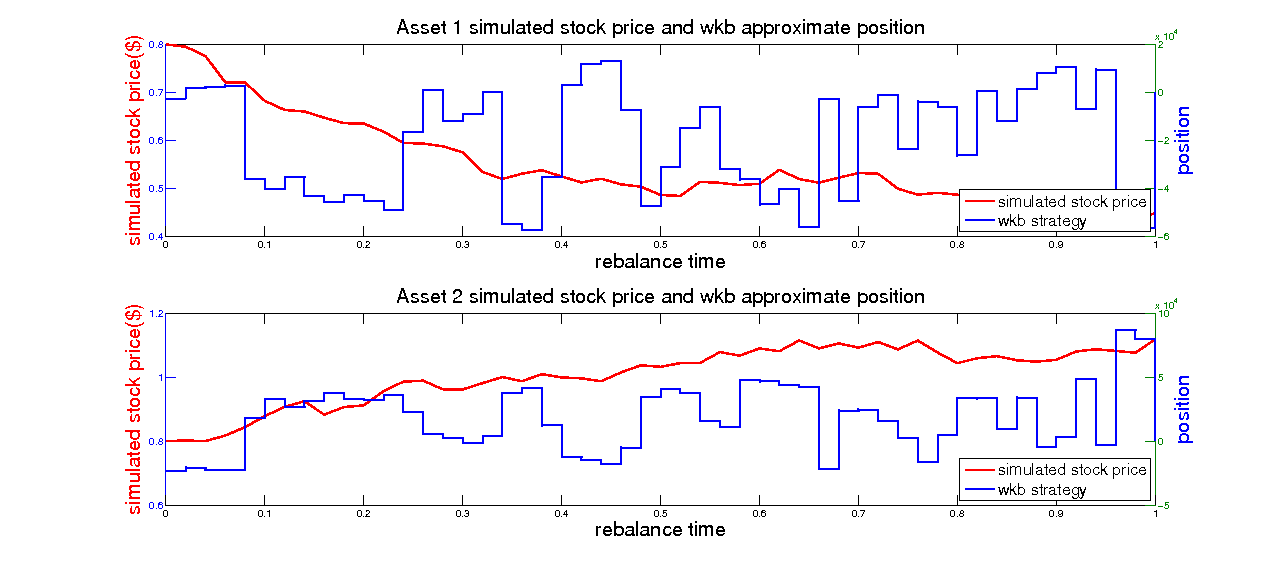 Asset 1 simulated stock price and wkb approximate position
x 10^4
0.8
0.7
0.6
0.5
0.4
2
0
−2
−4
−6
simulated stock price($)
position
simulated stock price
wkb strategy
0 0.1 0.2 0.3 0.4 0.5 0.6 0.7 0.8 0.9 1
rebalance time
Asset 2 simulated stock price and wkb approximate position
x 10^4
1.2
1
0.8
0.6
10
5
0
−5
simulated stock price($)
position
simulated stock price
wkb strategy
0 0.1 0.2 0.3 0.4 0.5 0.6 0.7 0.8 0.9 1
rebalance time